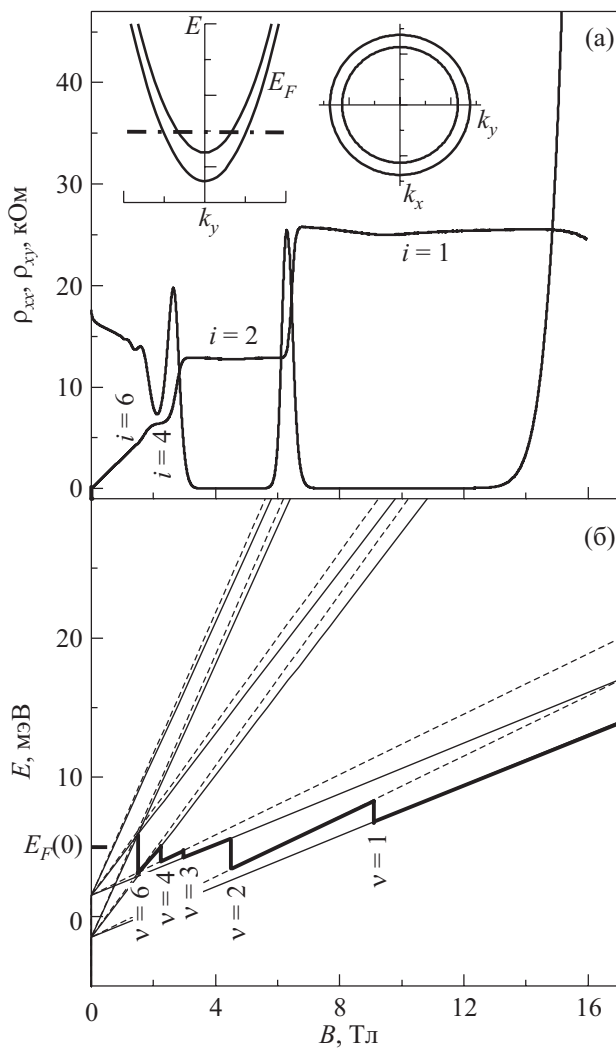 (а)
E
E_F
k_y
k_y
k_x
ρ_xx, ρ_xy, кОм
40
30
20
10
0
i = 6
i = 4
i = 2
i = 1
(б)
E, мэВ
20
10
E_F(0)
0
ν = 6
ν = 4
ν = 3
ν = 2
ν = 1
0
4
8
12
16
B, Тл